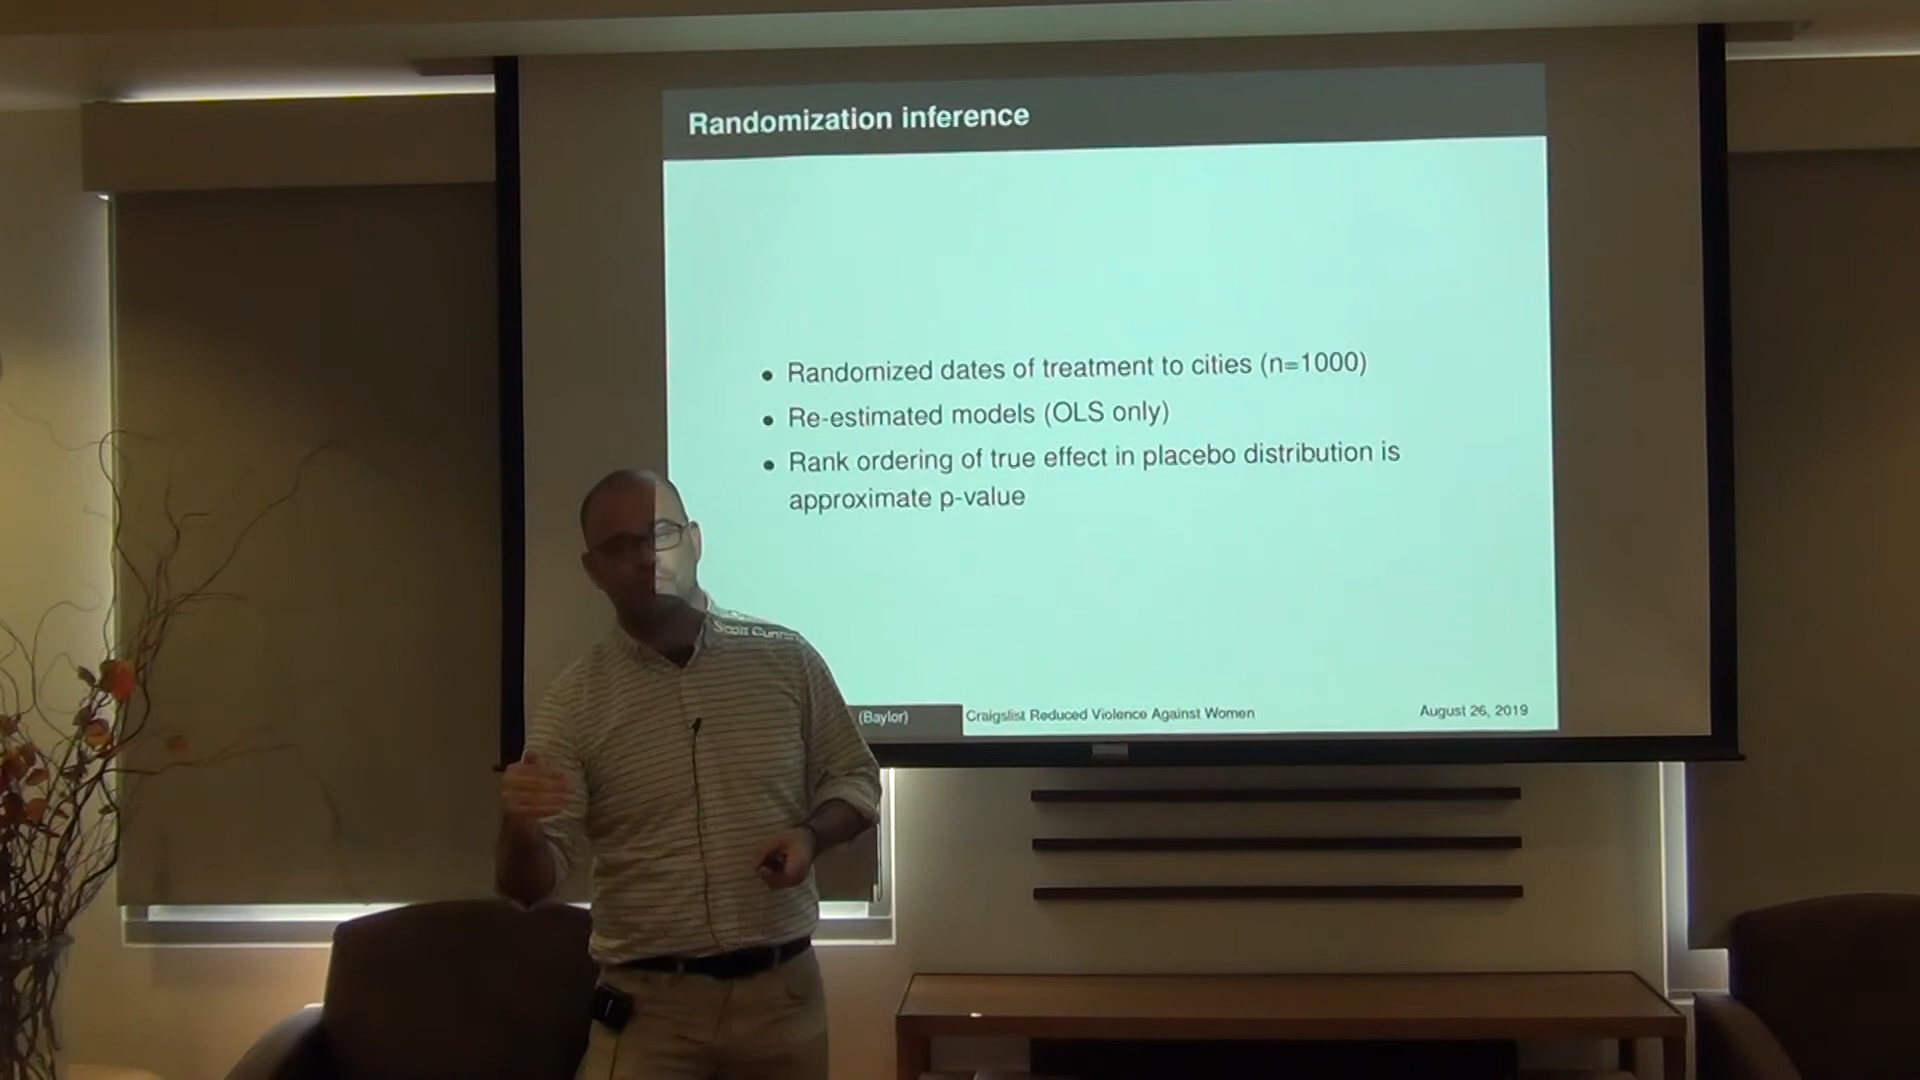 Randomization inference
• Randomized dates of treatment to cities (n=1000)
• Re-estimated models (OLS only)
• Rank ordering of true effect in placebo distribution is
approximate p-value
Scott
(Baylor)
Craigslist Reduced Violence Against Women
August 26, 2019